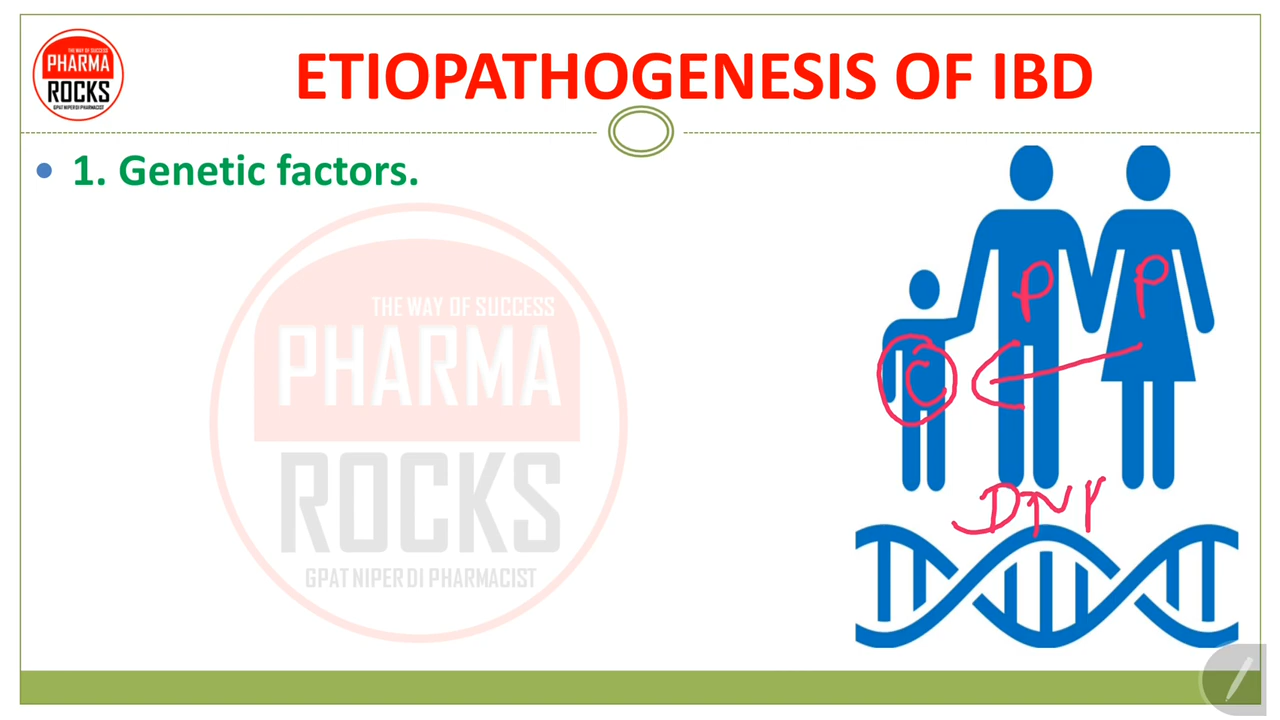 THE WAY OF SUCCESS
PHARMA
ROCKS
GPAT NIPER DI PHARMACIST
ETIOPATHOGENESIS OF IBD
• 1. Genetic factors.
THE WAY OF SUCCESS
PHARMA
ROCKS
GPAT NIPER DI PHARMACIST
P P
C
DN